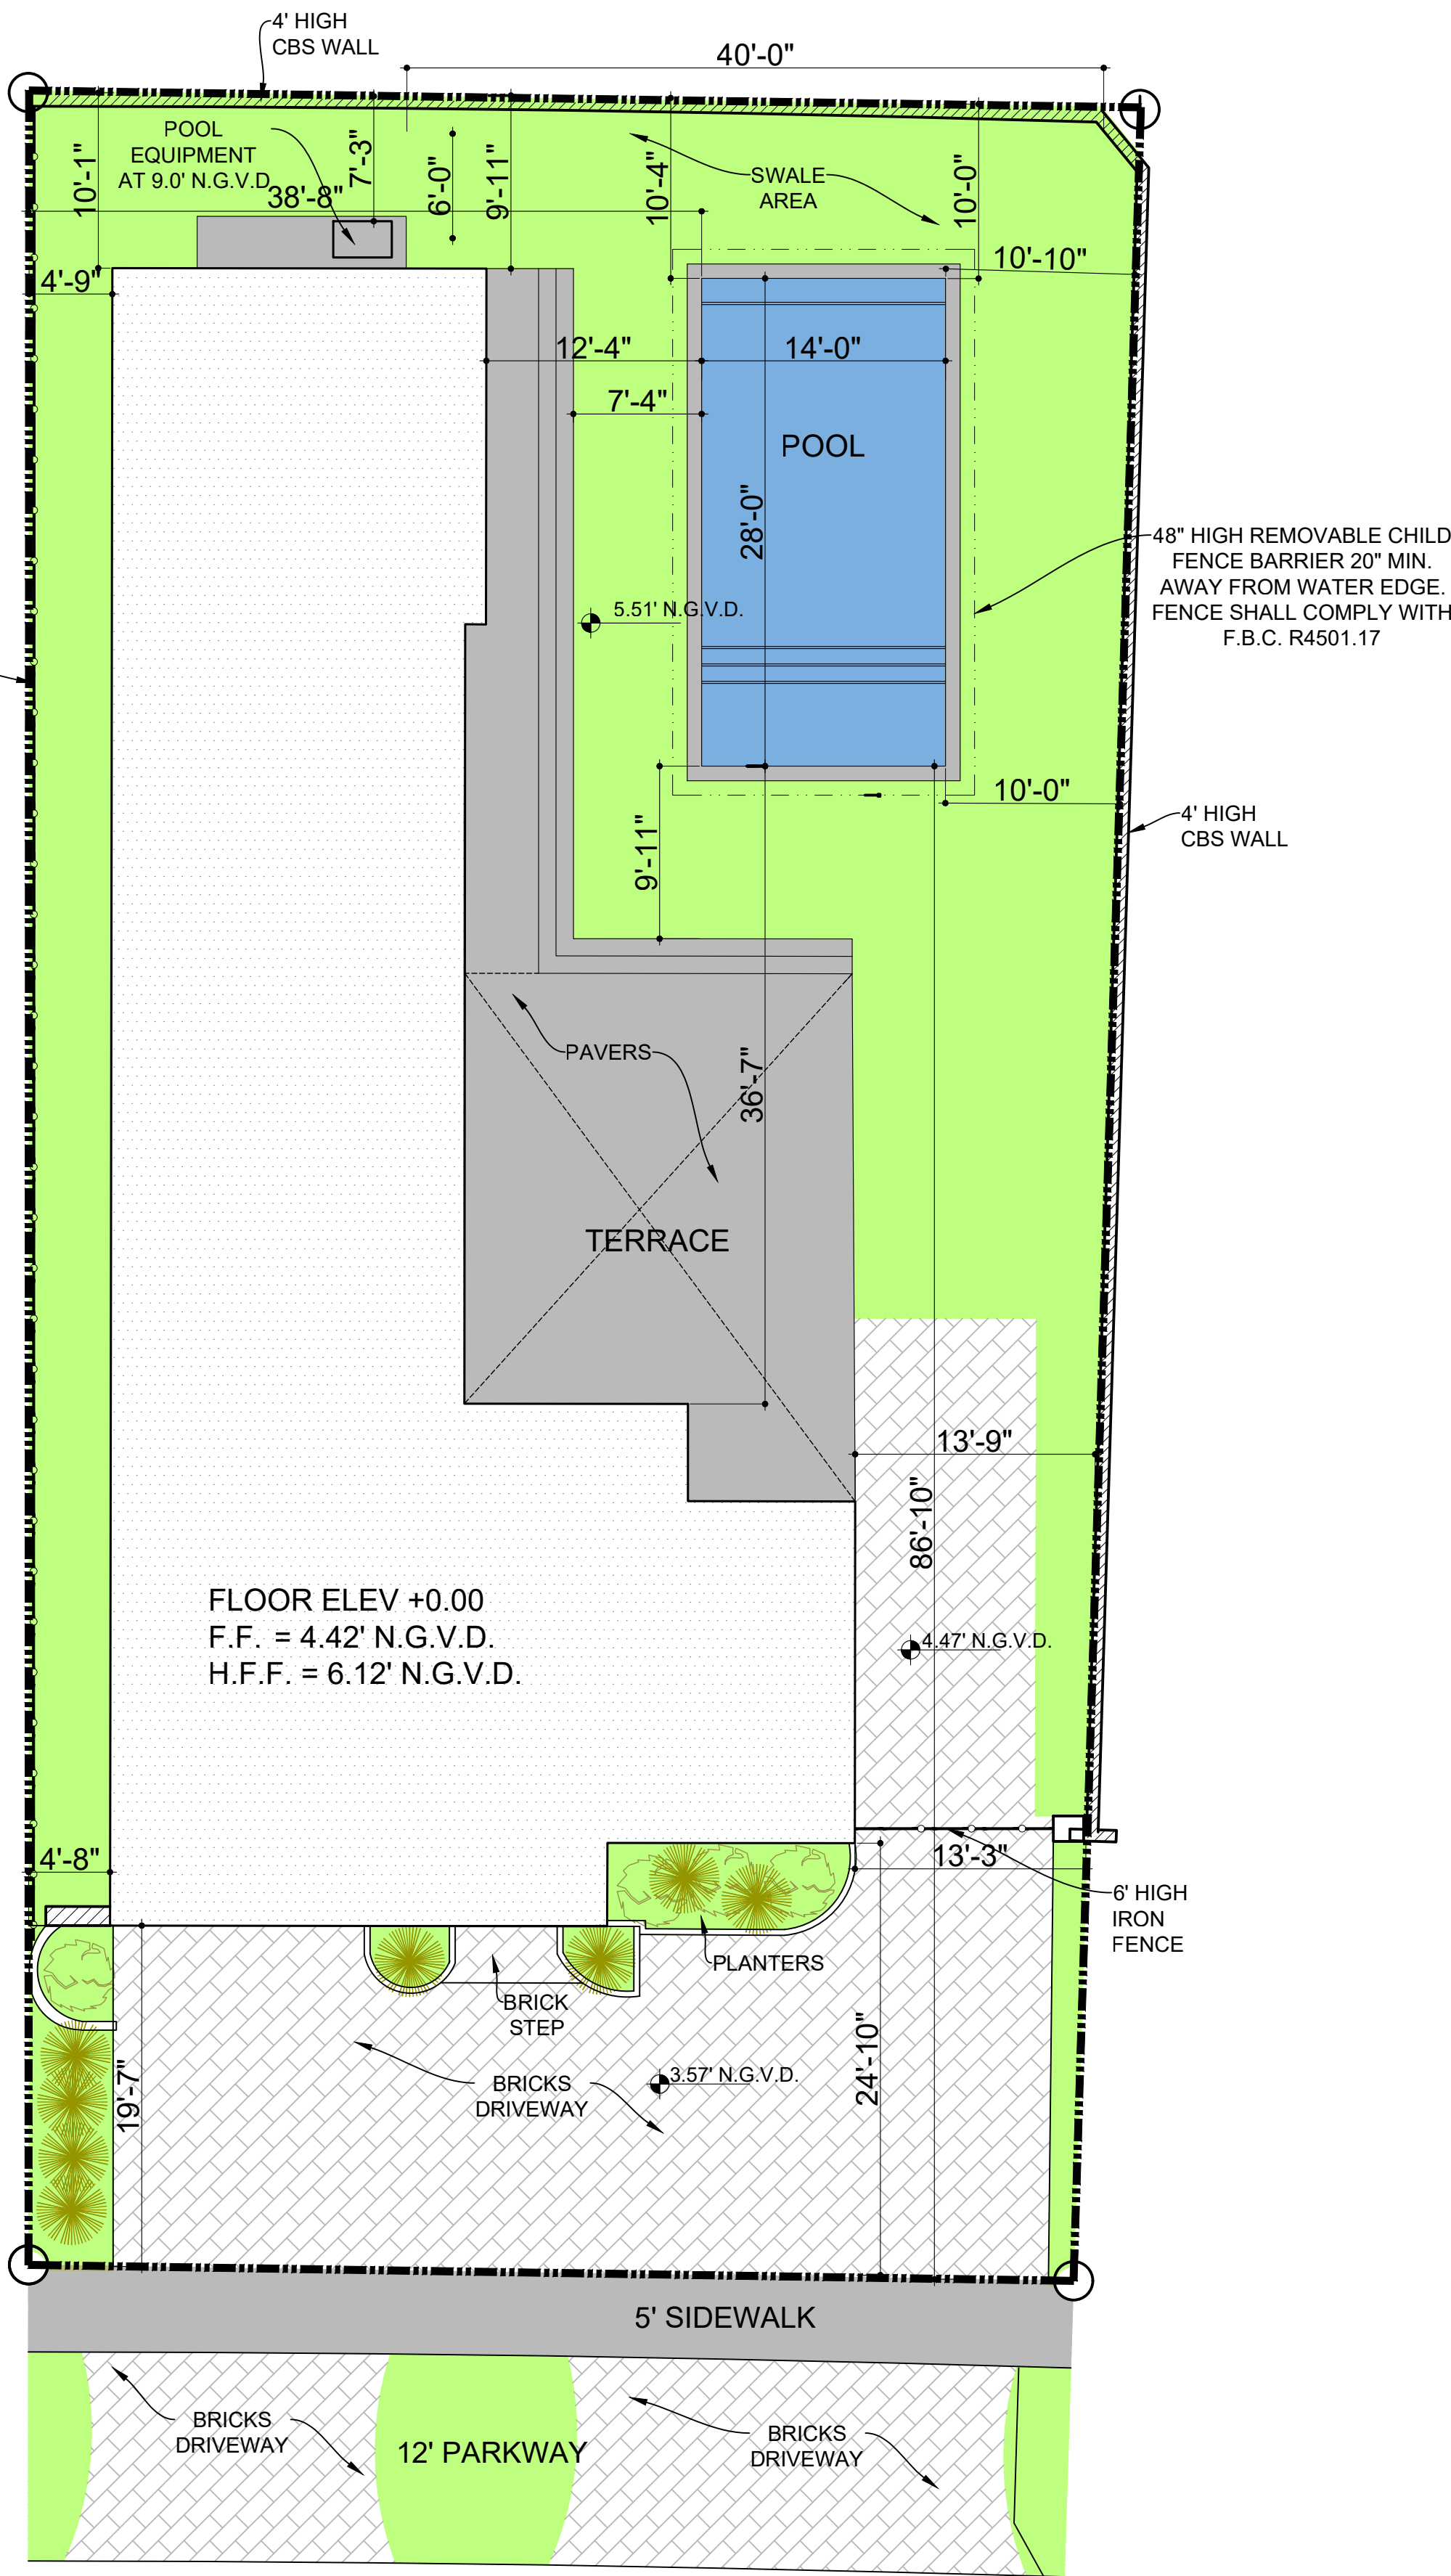 4' HIGH
CBS WALL
40'-0"
POOL
EQUIPMENT
AT 9.0' N.G.V.D.
10'-1"
7'-3"
6'-0"
9'-11"
10'-4"
SWALE
AREA
10'-0"
38'-8"
10'-10"
4'-9"
12'-4"
14'-0"
7'-4"
POOL
28'-0"
48" HIGH REMOVABLE CHILD
FENCE BARRIER 20" MIN.
AWAY FROM WATER EDGE.
FENCE SHALL COMPLY WITH
F.B.C. R4501.17
5.51' N.G.V.D.
10'-0"
4' HIGH
CBS WALL
9'-11"
PAVERS
36'-7"
TERRACE
13'-9"
86'-10"
FLOOR ELEV +0.00
F.F. = 4.42' N.G.V.D.
H.F.F. = 6.12' N.G.V.D.
4.47' N.G.V.D.
4'-8"
13'-3"
6' HIGH
IRON
FENCE
PLANTERS
BRICK
STEP
19'-7"
24'-10"
3.57' N.G.V.D.
BRICKS
DRIVEWAY
5' SIDEWALK
BRICKS
DRIVEWAY
12' PARKWAY
BRICKS
DRIVEWAY